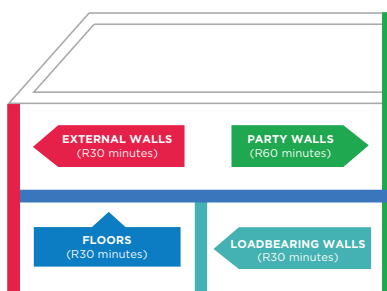 EXTERNAL WALLS
(R30 minutes)
PARTY WALLS
(R60 minutes)
FLOORS
(R30 minutes)
LOADBEARING WALLS
(R30 minutes)